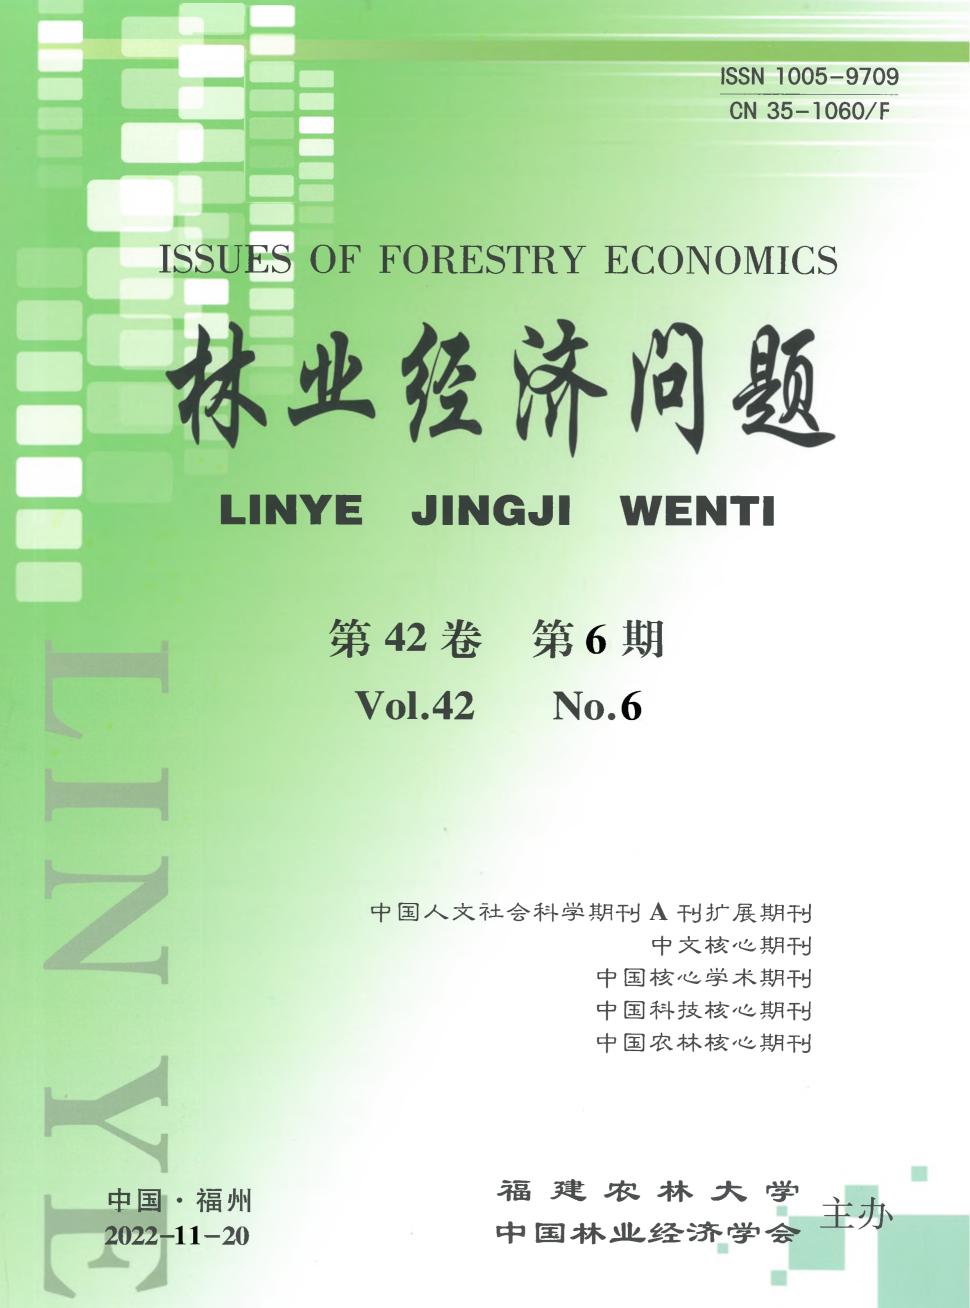 ISSN 1005-9709
CN 35-1060/F
ISSUES OF FORESTRY ECONOMICS
林业经济问题
LINYE JINGJI WENTI
第 42 卷 第 6 期
Vol.42 No.6
LINYE
中国人文社会科学期刊 A 刊扩展期刊
中文核心期刊
中国核心学术期刊
中国科技核心期刊
中国农林核心期刊
中国·福州
2022-11-20
福建农林大学
中国林业经济学会
主办